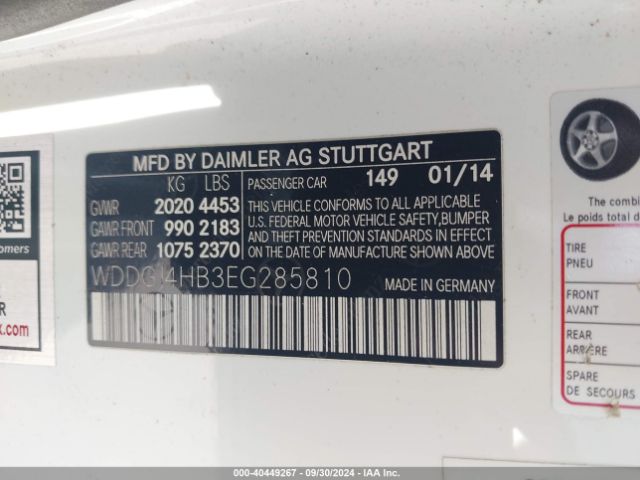 MFD BY DAIMLER AG STUTTGART
KG LBS
GVWR 2020 4453
GAWR FRONT 990 2183
GAWR REAR 1075 2370
PASSENGER CAR 149 01/14
THIS VEHICLE CONFORMS TO ALL APPLICABLE
U.S. FEDERAL MOTOR VEHICLE SAFETY,BUMPER
AND THEFT PREVENTION STANDARDS IN EFFECT
ON THE DATE OF MANUFACTURE SHOWN ABOVE
WDDGJ4HB3EG285810
MADE IN GERMANY
The combi
Le poids total d
TIRE
PNEU
FRONT
AVANT
REAR
ARRIÈRE
SPARE
DE SECOURS
000-40449267 - 09/30/2024 - IAA Inc.